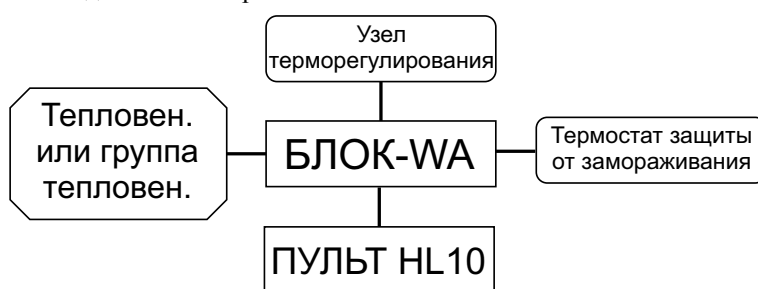 Узел
терморегулирования
Тепловен.
или группа
тепловен.
БЛОК-WA
Термостат защиты
от замораживания
ПУЛЬТ HL10